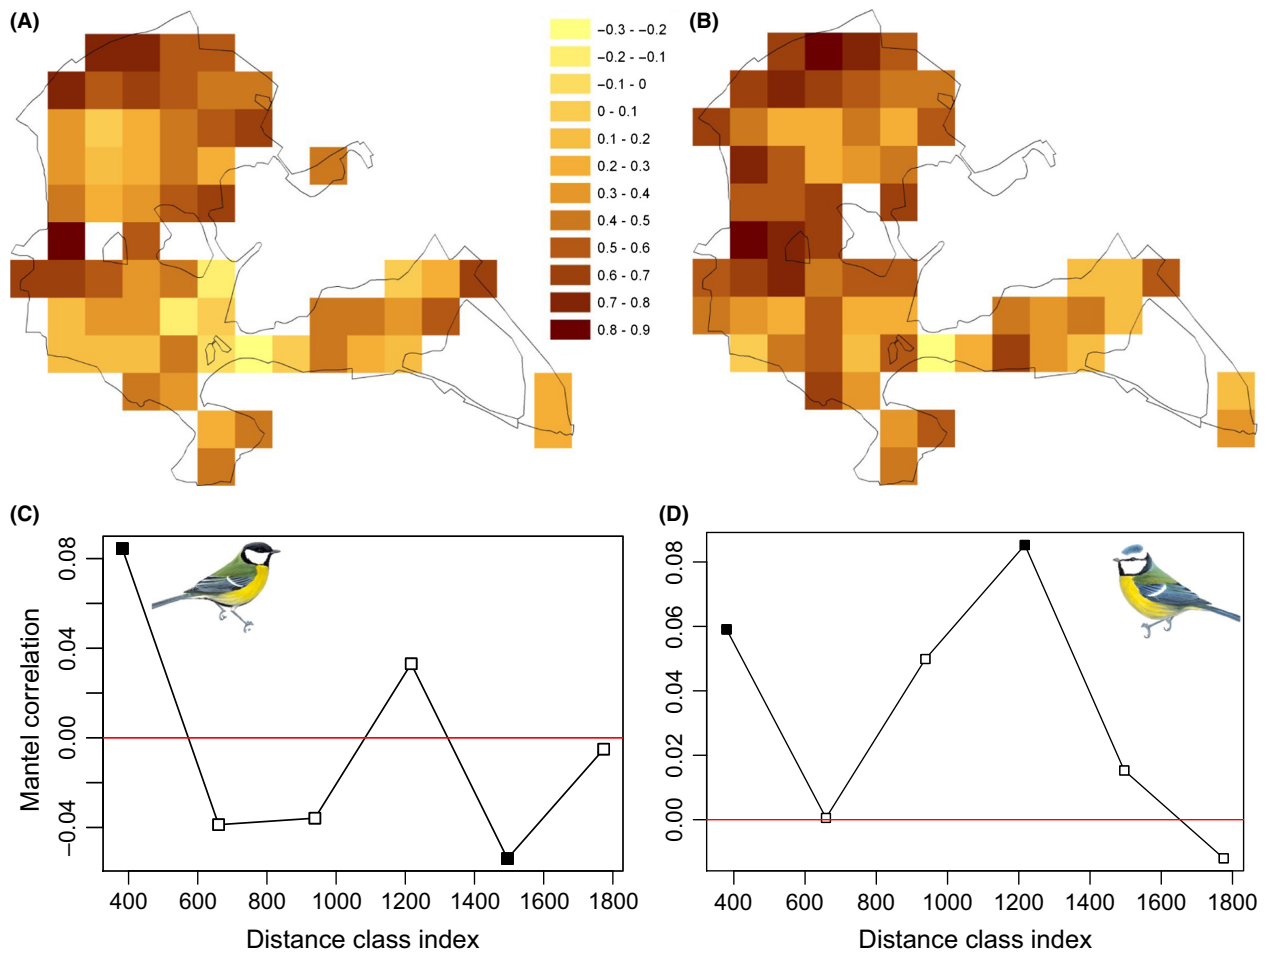 (A)
(B)
−0.3 - −0.2
−0.2 - −0.1
−0.1 - 0
0 - 0.1
0.1 - 0.2
0.2 - 0.3
0.3 - 0.4
0.4 - 0.5
0.5 - 0.6
0.6 - 0.7
0.7 - 0.8
0.8 - 0.9
(C)
Mantel correlation
0.08
0.04
0.00
−0.04
400 600 800 1000 1200 1400 1600 1800
Distance class index
(D)
0.08
0.06
0.04
0.02
0.00
400 600 800 1000 1200 1400 1600 1800
Distance class index